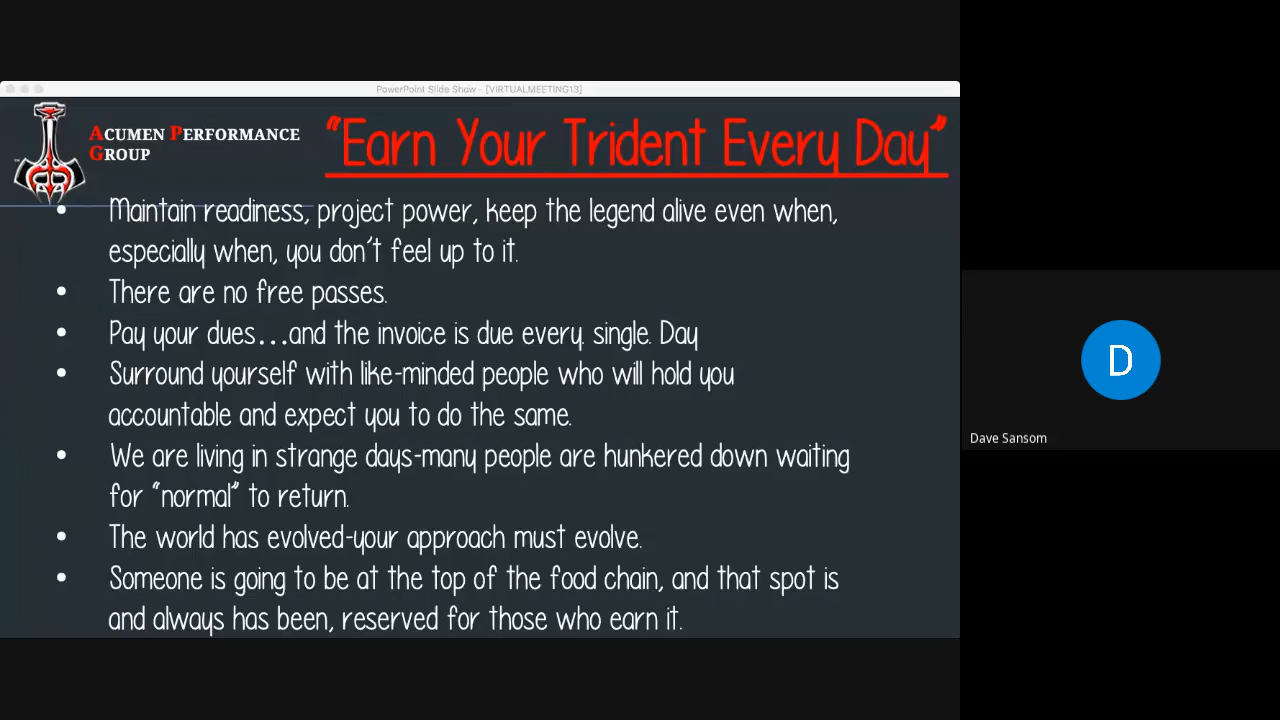 PowerPoint Slide Show - [VIRTUALMEETING13]
ACUMEN PERFORMANCE
GROUP
"Earn Your Trident Every Day"
• Maintain readiness, project power, keep the legend alive even when,
especially when, you don't feel up to it.
• There are no free passes.
• Pay your dues...and the invoice is due every. single. Day
• Surround yourself with like-minded people who will hold you
accountable and expect you to do the same.
• We are living in strange days-many people are hunkered down waiting
for "normal" to return.
• The world has evolved-your approach must evolve.
• Someone is going to be at the top of the food chain, and that spot is
and always has been, reserved for those who earn it.
D
Dave Sansom